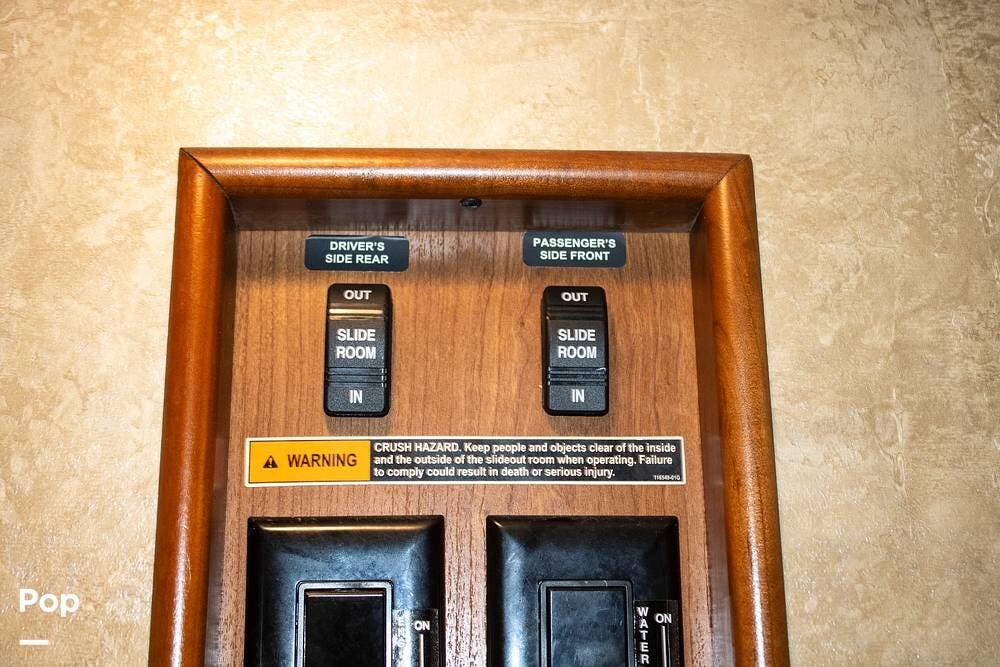 DRIVER'S
SIDE REAR
PASSENGER'S
SIDE FRONT
OUT
SLIDE
ROOM
IN
OUT
SLIDE
ROOM
IN
WARNING
CRUSH HAZARD. Keep people and objects clear of the inside
and the outside of the slideout room when operating. Failure
to comply could result in death or serious injury.
ON
WATER
ON
Pop